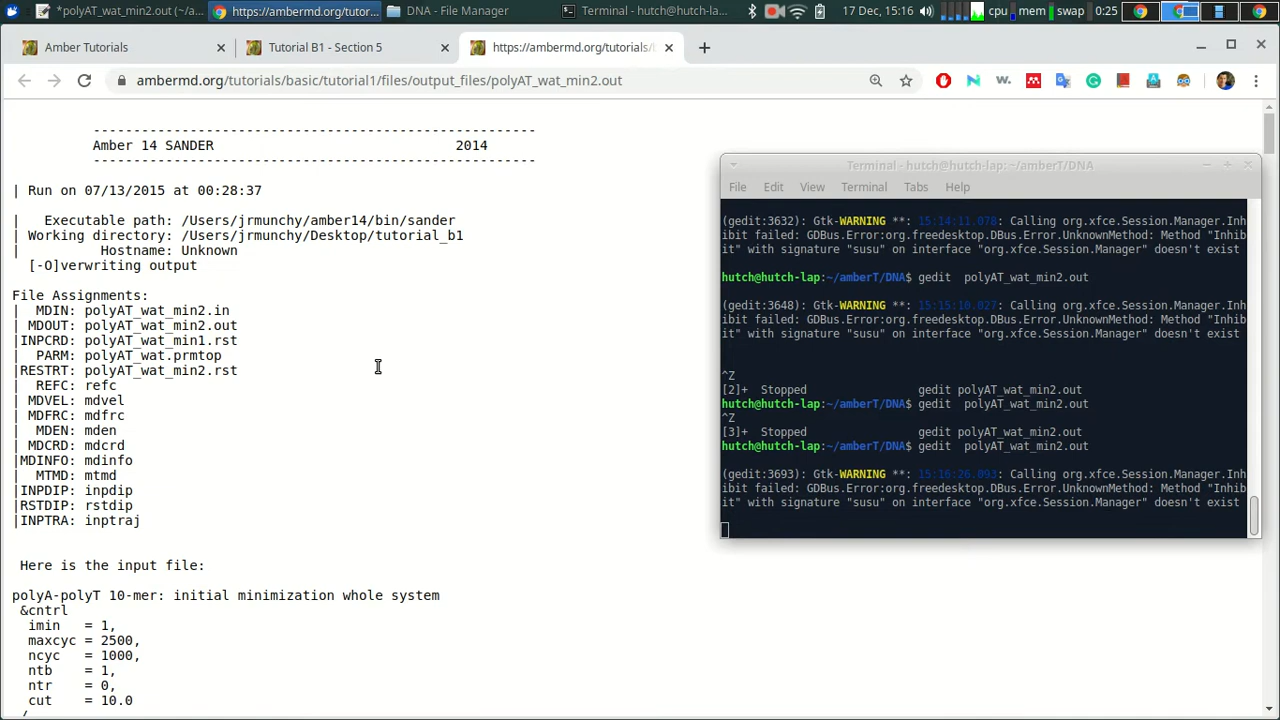 *polyAT_wat_min2.out (~/a...
https://ambermd.org/tutor...
DNA - File Manager
Terminal - hutch@hutch-la...
17 Dec, 15:16
cpu
mem
swap
0:25
Amber Tutorials
Tutorial B1 - Section 5
https://ambermd.org/tutorials/
ambermd.org/tutorials/basic/tutorial1/files/output_files/polyAT_wat_min2.out
-------------------------------------------------------
Amber 14 SANDER                              2014
-------------------------------------------------------
| Run on 07/13/2015 at 00:28:37
|   Executable path: /Users/jrmunchy/amber14/bin/sander
| Working directory: /Users/jrmunchy/Desktop/tutorial_b1
|          Hostname: Unknown
[-O]verwriting output
File Assignments:
|  MDIN: polyAT_wat_min2.in
| MDOUT: polyAT_wat_min2.out
|INPCRD: polyAT_wat_min1.rst
|  PARM: polyAT_wat.prmtop
|RESTRT: polyAT_wat_min2.rst
|  REFC: refc
| MDVEL: mdvel
| MDFRC: mdfrc
|  MDEN: mden
| MDCRD: mdcrd
|MDINFO: mdinfo
|  MTMD: mtmd
|INPDIP: inpdip
|RSTDIP: rstdip
|INPTRA: inptraj
Here is the input file:
polyA-polyT 10-mer: initial minimization whole system
&cntrl
imin   = 1,
maxcyc = 2500,
ncyc   = 1000,
ntb    = 1,
ntr    = 0,
cut    = 10.0
/
Terminal - hutch@hutch-lap: ~/amberT/DNA
File Edit View Terminal Tabs Help
(gedit:3632): Gtk-WARNING **: 15:14:11.078: Calling org.xfce.Session.Manager.Inh
ibit failed: GDBus.Error:org.freedesktop.DBus.Error.UnknownMethod: Method "Inhib
it" with signature "susu" on interface "org.xfce.Session.Manager" doesn't exist
hutch@hutch-lap:~/amberT/DNA$ gedit  polyAT_wat_min2.out
(gedit:3648): Gtk-WARNING **: 15:15:10.027: Calling org.xfce.Session.Manager.Inh
ibit failed: GDBus.Error:org.freedesktop.DBus.Error.UnknownMethod: Method "Inhib
it" with signature "susu" on interface "org.xfce.Session.Manager" doesn't exist
^Z
[2]+  Stopped                 gedit polyAT_wat_min2.out
hutch@hutch-lap:~/amberT/DNA$ gedit  polyAT_wat_min2.out
^Z
[3]+  Stopped                 gedit polyAT_wat_min2.out
hutch@hutch-lap:~/amberT/DNA$ gedit  polyAT_wat_min2.out
(gedit:3693): Gtk-WARNING **: 15:16:26.093: Calling org.xfce.Session.Manager.Inh
ibit failed: GDBus.Error:org.freedesktop.DBus.Error.UnknownMethod: Method "Inhib
it" with signature "susu" on interface "org.xfce.Session.Manager" doesn't exist